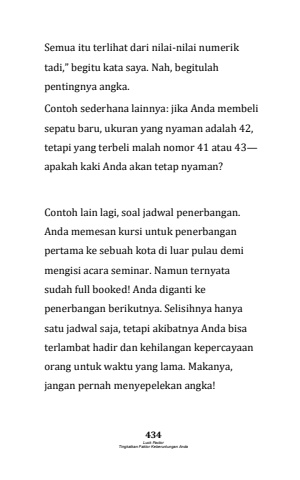 Semua itu terlihat dari nilai-nilai numerik
tadi,” begitu kata saya. Nah, begitulah
pentingnya angka.
Contoh sederhana lainnya: jika Anda membeli
sepatu baru, ukuran yang nyaman adalah 42,
tetapi yang terbeli malah nomor 41 atau 43—
apakah kaki Anda akan tetap nyaman?
Contoh lain lagi, soal jadwal penerbangan.
Anda memesan kursi untuk penerbangan
pertama ke sebuah kota di luar pulau demi
mengisi acara seminar. Namun ternyata
sudah full booked! Anda diganti ke
penerbangan berikutnya. Selisihnya hanya
satu jadwal saja, tetapi akibatnya Anda bisa
terlambat hadir dan kehilangan kepercayaan
orang untuk waktu yang lama. Makanya,
jangan pernah menyepelekan angka!
434
Luck Factor
Tingkatkan Faktor Keberuntungan Anda